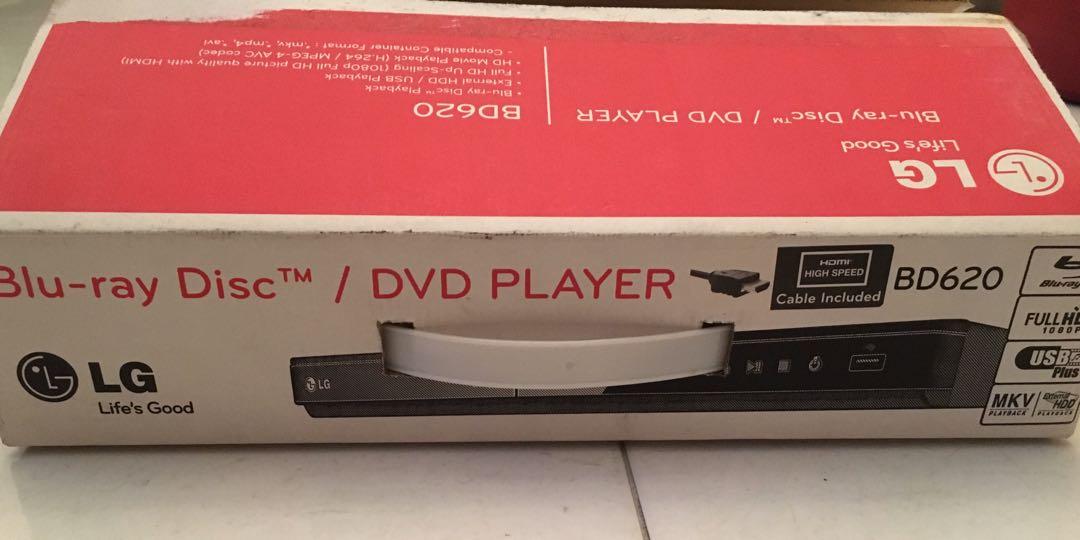 LG
Life's Good
Blu-ray Disc™ / DVD PLAYER
BD620
• Blu-ray Disc™ Playback
• External HDD / USB Playback
• Full HD Up-Scaling (1080p Full HD picture quality with HDMI)
• HD Movie Playback (H.264 / MPEG-4 AVC codec)
- Compatible Container Format : *.mkv, *.mp4, *.avi
Blu-ray Disc™ / DVD PLAYER
HDMI
HIGH SPEED
Cable Included
BD620
Blu-ray
FULL HD
1080P
USB
Plus
MKV
PLAYBACK
External
HDD
PLAYBACK
LG
Life's Good
LG